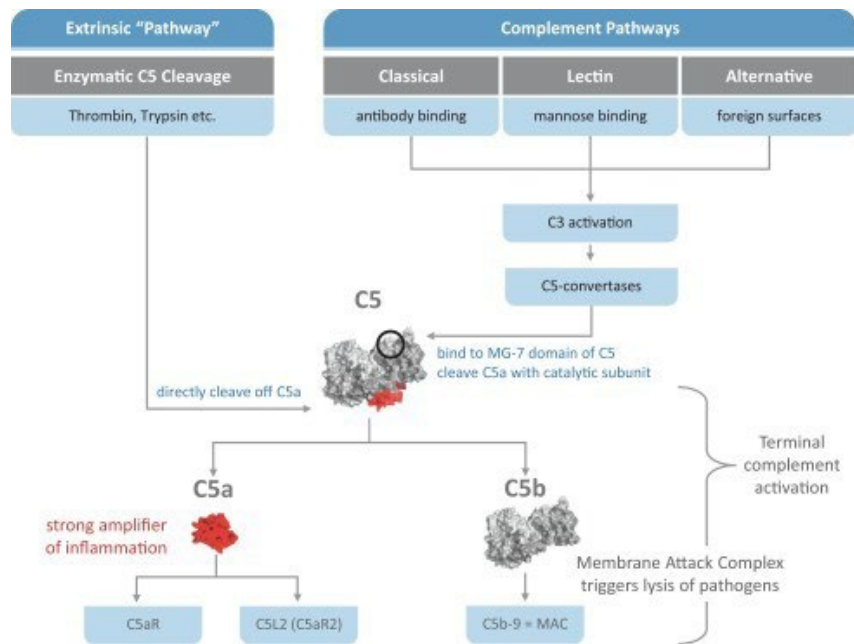 Extrinsic “Pathway”
Enzymatic C5 Cleavage
Thrombin, Trypsin etc.
Complement Pathways
Classical
Lectin
Alternative
antibody binding
mannose binding
foreign surfaces
C3 activation
C5-convertases
C5
bind to MG-7 domain of C5
cleave C5a with catalytic subunit
directly cleave off C5a
Terminal
complement
activation
C5a
C5b
strong amplifier
of inflammation
Membrane Attack Complex
triggers lysis of pathogens
C5aR
C5L2 (C5aR2)
C5b-9 = MAC